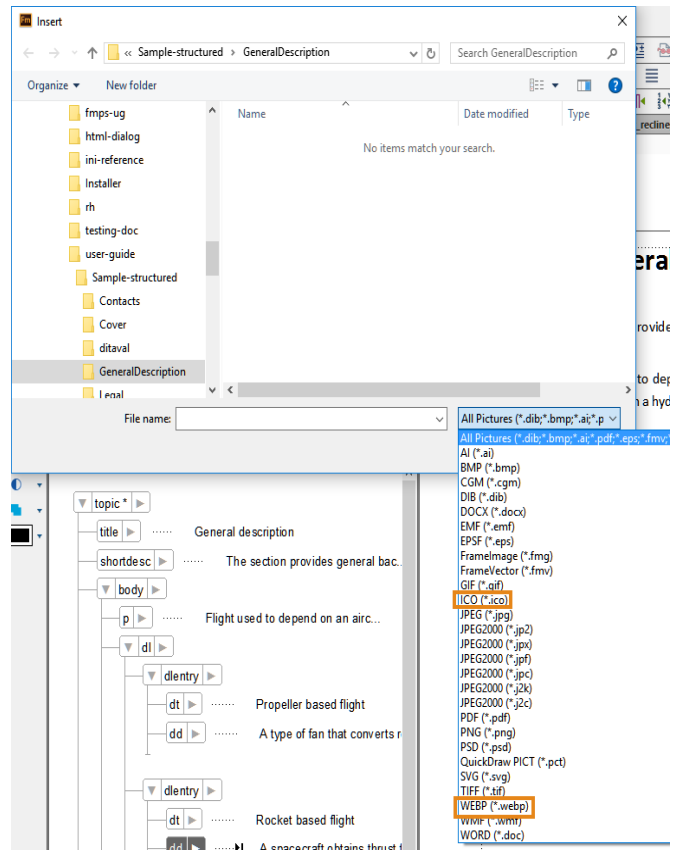 Fm Insert
« Sample-structured > GeneralDescription
Search GeneralDescription
Organize
New folder
?
fmps-ug
html-dialog
ini-reference
Installer
rh
testing-doc
user-guide
Sample-structured
Contacts
Cover
ditaval
GeneralDescription
Legal
Name
Date modified
Type
No items match your search.
_recline
era
rovide
to dep
n a hyd
File name:
All Pictures (*.dib;*.bmp;*.ai;*.p
All Pictures (*.dib;*.bmp;*.ai;*.pdf;*.eps;*.fmv;*
AI (*.ai)
BMP (*.bmp)
CGM (*.cgm)
DIB (*.dib)
DOCX (*.docx)
EMF (*.emf)
EPSF (*.eps)
FrameImage (*.fmg)
FrameVector (*.fmv)
GIF (*.gif)
ICO (*.ico)
JPEG (*.jpg)
JPEG2000 (*.jp2)
JPEG2000 (*.jpx)
JPEG2000 (*.jpf)
JPEG2000 (*.jpc)
JPEG2000 (*.j2k)
JPEG2000 (*.j2c)
PDF (*.pdf)
PNG (*.png)
PSD (*.psd)
QuickDraw PICT (*.pct)
SVG (*.svg)
TIFF (*.tif)
WEBP (*.webp)
WMF (*.wmf)
WORD (*.doc)
topic *
title ...... General description
shortdesc ...... The section provides general bac...
body
p ...... Flight used to depend on an airc...
dl
dlentry
dt ...... Propeller based flight
dd ...... A type of fan that converts r
dlentry
dt ...... Rocket based flight
dd ...... A spacecraft obtains thrust f